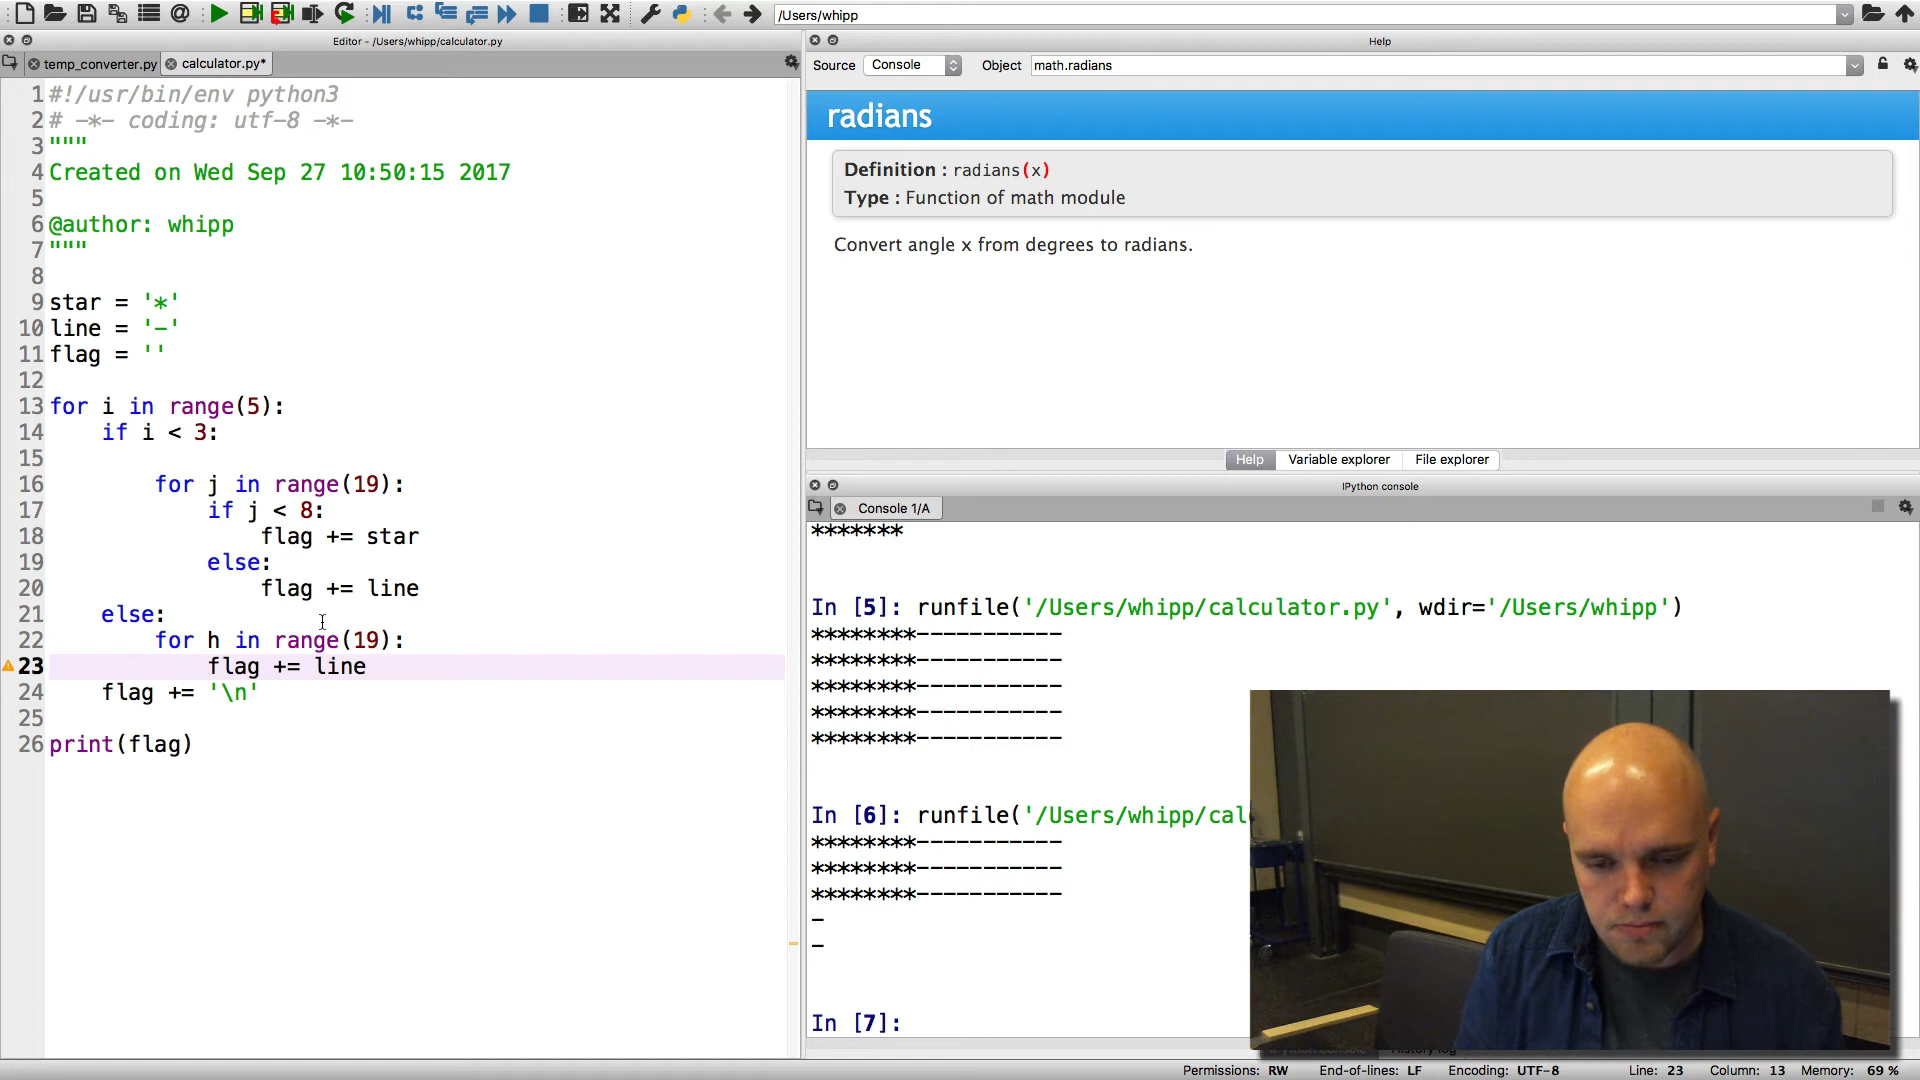 /Users/whipp
Editor - /Users/whipp/calculator.py
temp_converter.py
calculator.py*
1 #!/usr/bin/env python3
2 # -*- coding: utf-8 -*-
3 """
4 Created on Wed Sep 27 10:50:15 2017
5
6 @author: whipp
7 """
8
9 star = '*'
10 line = '-'
11 flag = ''
12
13 for i in range(5):
14     if i < 3:
15
16         for j in range(19):
17             if j < 8:
18                 flag += star
19             else:
20                 flag += line
21     else:
22         for h in range(19):
23             flag += line
24     flag += '\n'
25
26 print(flag)
Help
Source Console Object math.radians
radians
Definition : radians(x)
Type : Function of math module
Convert angle x from degrees to radians.
Help Variable explorer File explorer
IPython console
Console 1/A
*******
In [5]: runfile('/Users/whipp/calculator.py', wdir='/Users/whipp')
********-----------
********-----------
********-----------
********-----------
********-----------
In [6]: runfile('/Users/whipp/cal
********-----------
********-----------
********-----------
-
-
In [7]:
Permissions: RW End-of-lines: LF Encoding: UTF-8 Line: 23 Column: 13 Memory: 69 %